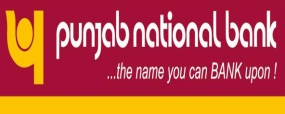 punjab national bank
...the name you can BANK upon !